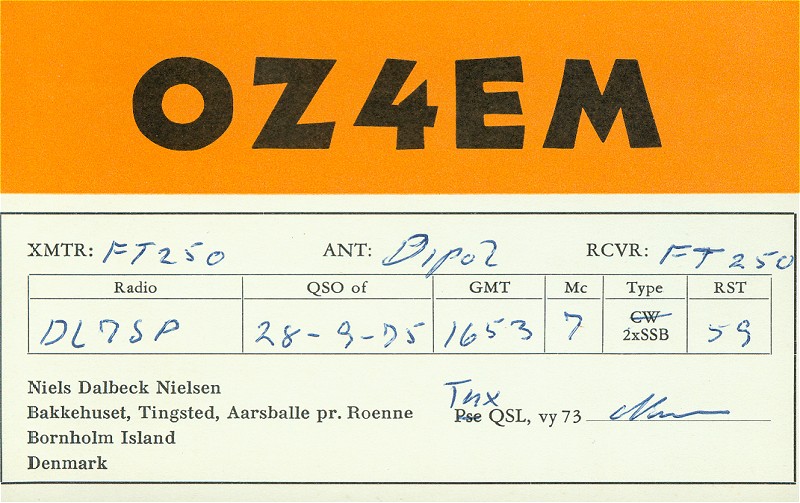 OZ4EM
XMTR: FT250 ANT: Dipol RCVR: FT250
Radio QSO of GMT Mc Type RST
DL7SP 28-9-75 1653 7 CW 2xSSB 59
Niels Dalbeck Nielsen
Bakkehuset, Tingsted, Aarsballe pr. Roenne
Bornholm Island
Denmark
Tnx
Pse QSL, vy 73